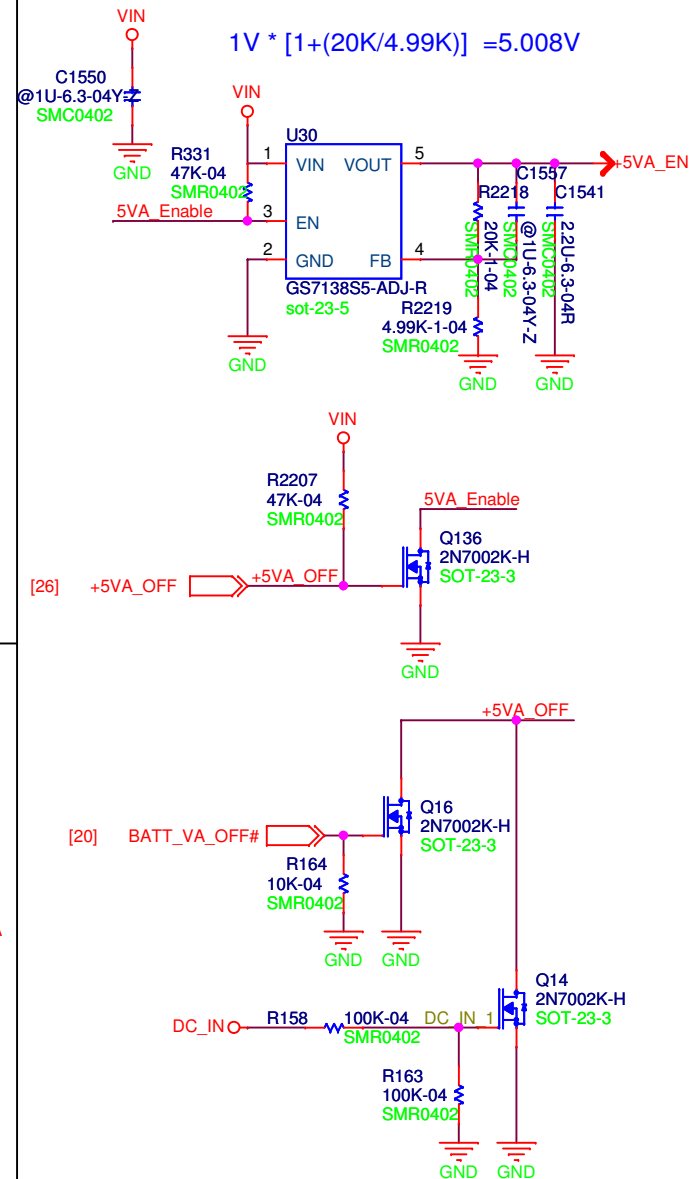 1V * [1+(20K/4.99K)] =5.008V
VIN
C1550
@1U-6.3-04Y-Z
SMC0402
GND
VIN
R331
47K-04
SMR0402
5VA_Enable
U30
1 VIN VOUT 5
3 EN
2 GND FB 4
GS7138S5-ADJ-R
sot-23-5
GND
+5VA_EN
R2218
20K-1-04
SMR0402
C1557
@1U-6.3-04Y-Z
SMC0402
C1541
2.2U-6.3-04R
SMC0402
R2219
4.99K-1-04
SMR0402
GND
GND
VIN
R2207
47K-04
SMR0402
5VA_Enable
Q136
2N7002K-H
SOT-23-3
[26] +5VA_OFF
+5VA_OFF
GND
+5VA_OFF
Q16
2N7002K-H
SOT-23-3
[20] BATT_VA_OFF#
R164
10K-04
SMR0402
GND
GND
Q14
2N7002K-H
SOT-23-3
DC_IN
R158
100K-04
SMR0402
DC_IN_1
R163
100K-04
SMR0402
GND
GND